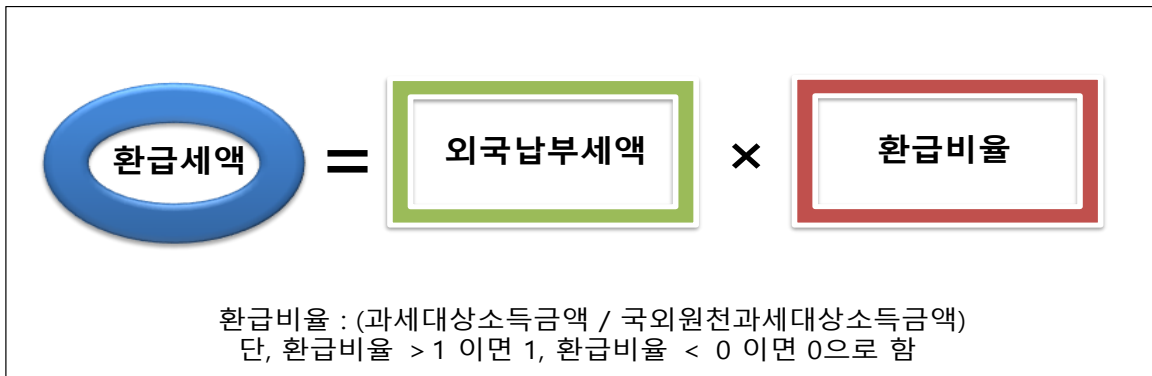 환급세액 = 외국납부세액 × 환급비율
환급비율 : (과세대상소득금액 / 국외원천과세대상소득금액)
단, 환급비율 > 1 이면 1, 환급비율 < 0 이면 0으로 함